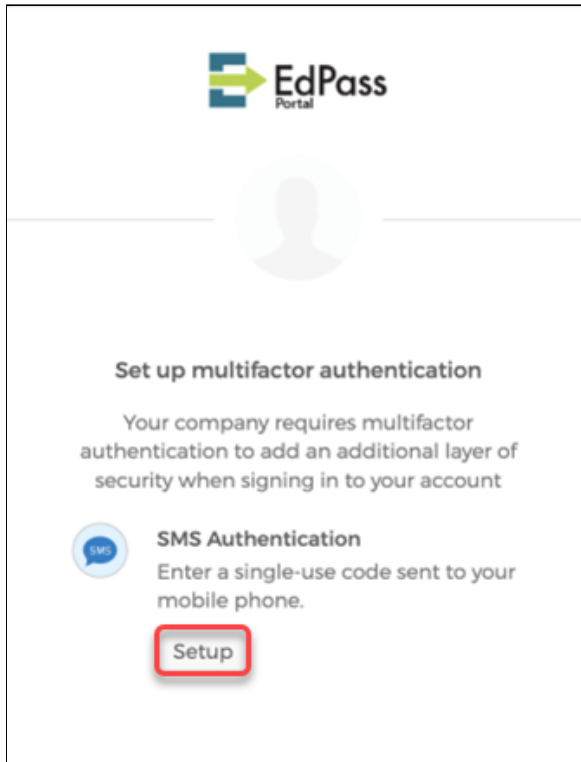 EdPass
Portal
Set up multifactor authentication
Your company requires multifactor
authentication to add an additional layer of
security when signing in to your account
SMS
SMS Authentication
Enter a single-use code sent to your
mobile phone.
Setup